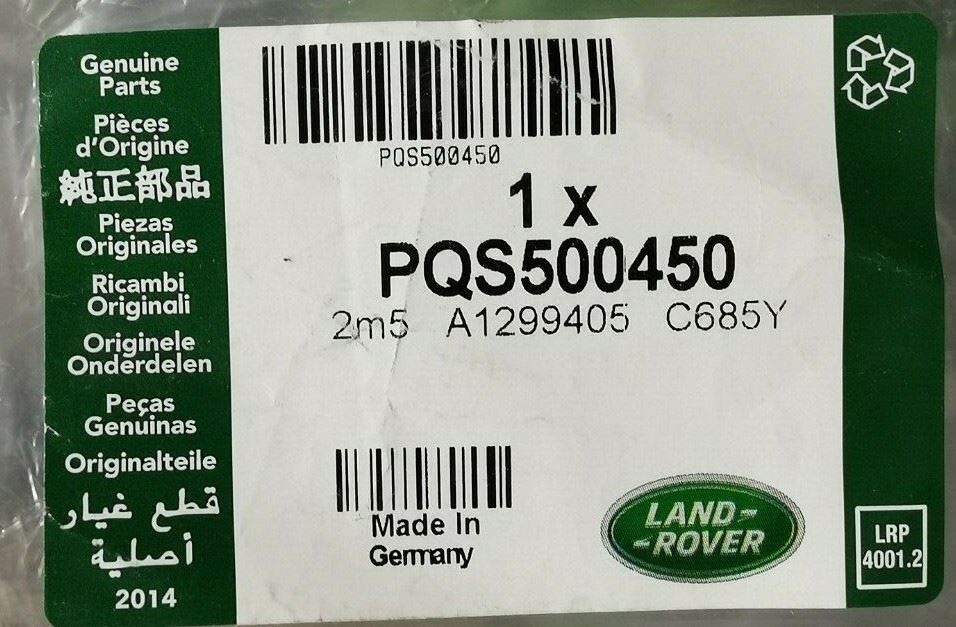 Genuine
Parts
Pièces
d'Origine
純正部品
Piezas
Originales
Ricambi
Originali
Originele
Onderdelen
Peças
Genuinas
Originalteile
قطع غيار
أصلية
2014
PQS500450
1 x
PQS500450
2m5 A1299405 C685Y
Made In
Germany
LAND-
-ROVER
LRP
4001.2